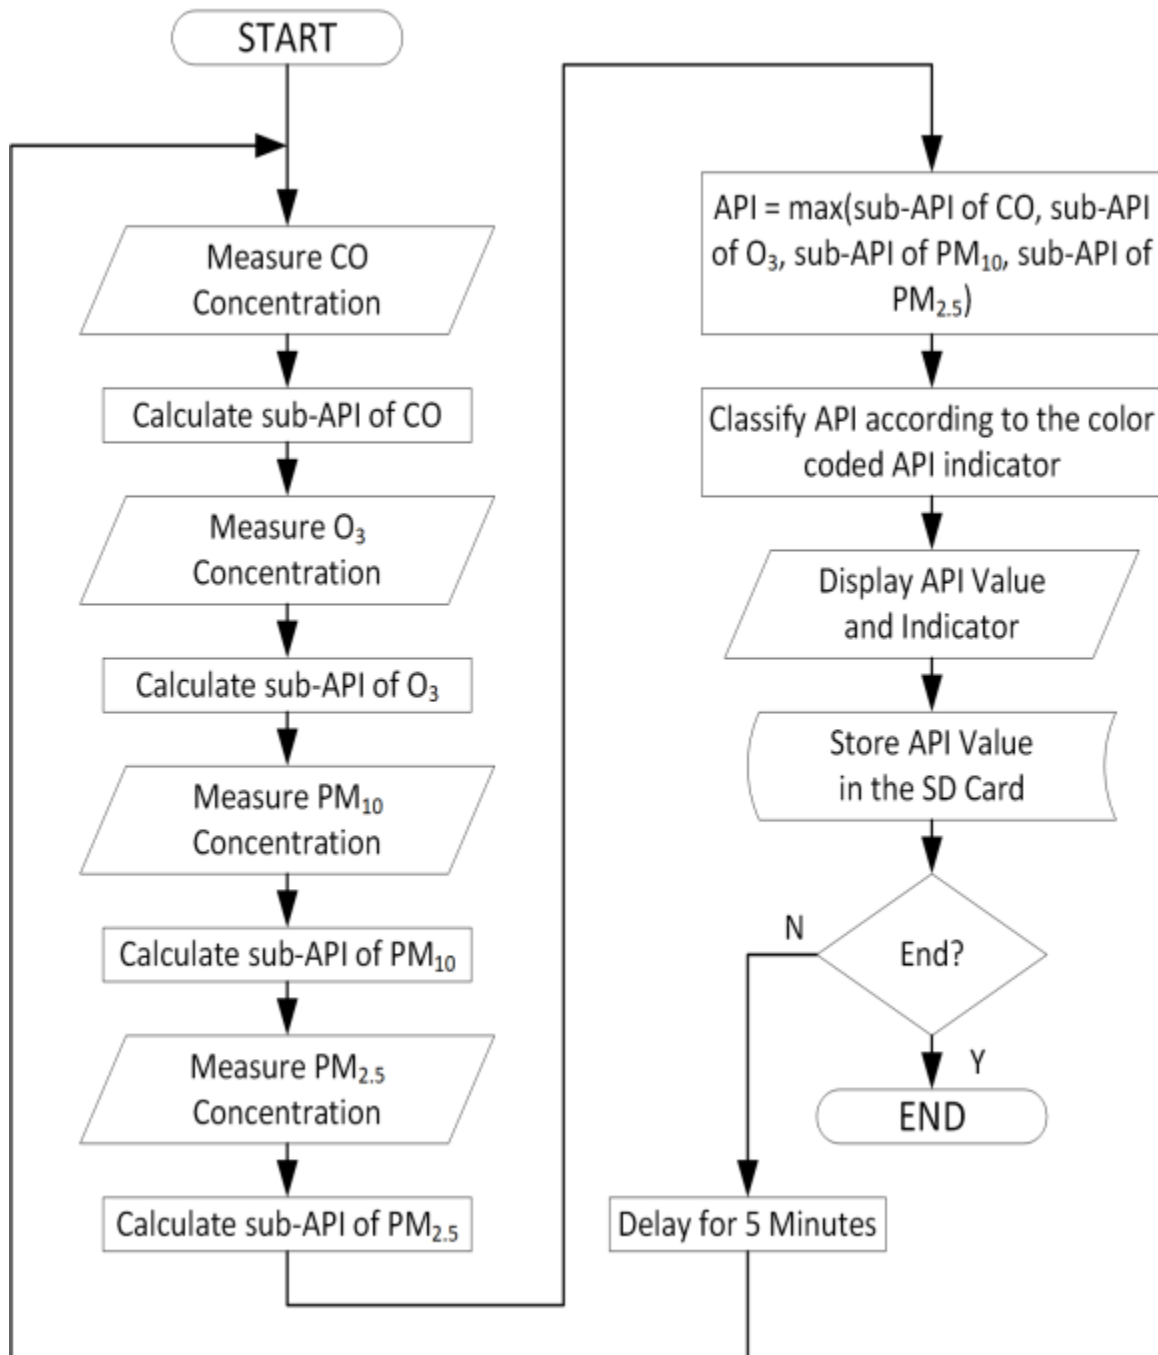 START
Measure CO
Concentration
Calculate sub-API of CO
Measure O₃
Concentration
Calculate sub-API of O₃
Measure PM₁₀
Concentration
Calculate sub-API of PM₁₀
Measure PM₂.₅
Concentration
Calculate sub-API of PM₂.₅
API = max(sub-API of CO, sub-API
of O₃, sub-API of PM₁₀, sub-API of
PM₂.₅)
Classify API according to the color
coded API indicator
Display API Value
and Indicator
Store API Value
in the SD Card
End?
N
Y
END
Delay for 5 Minutes